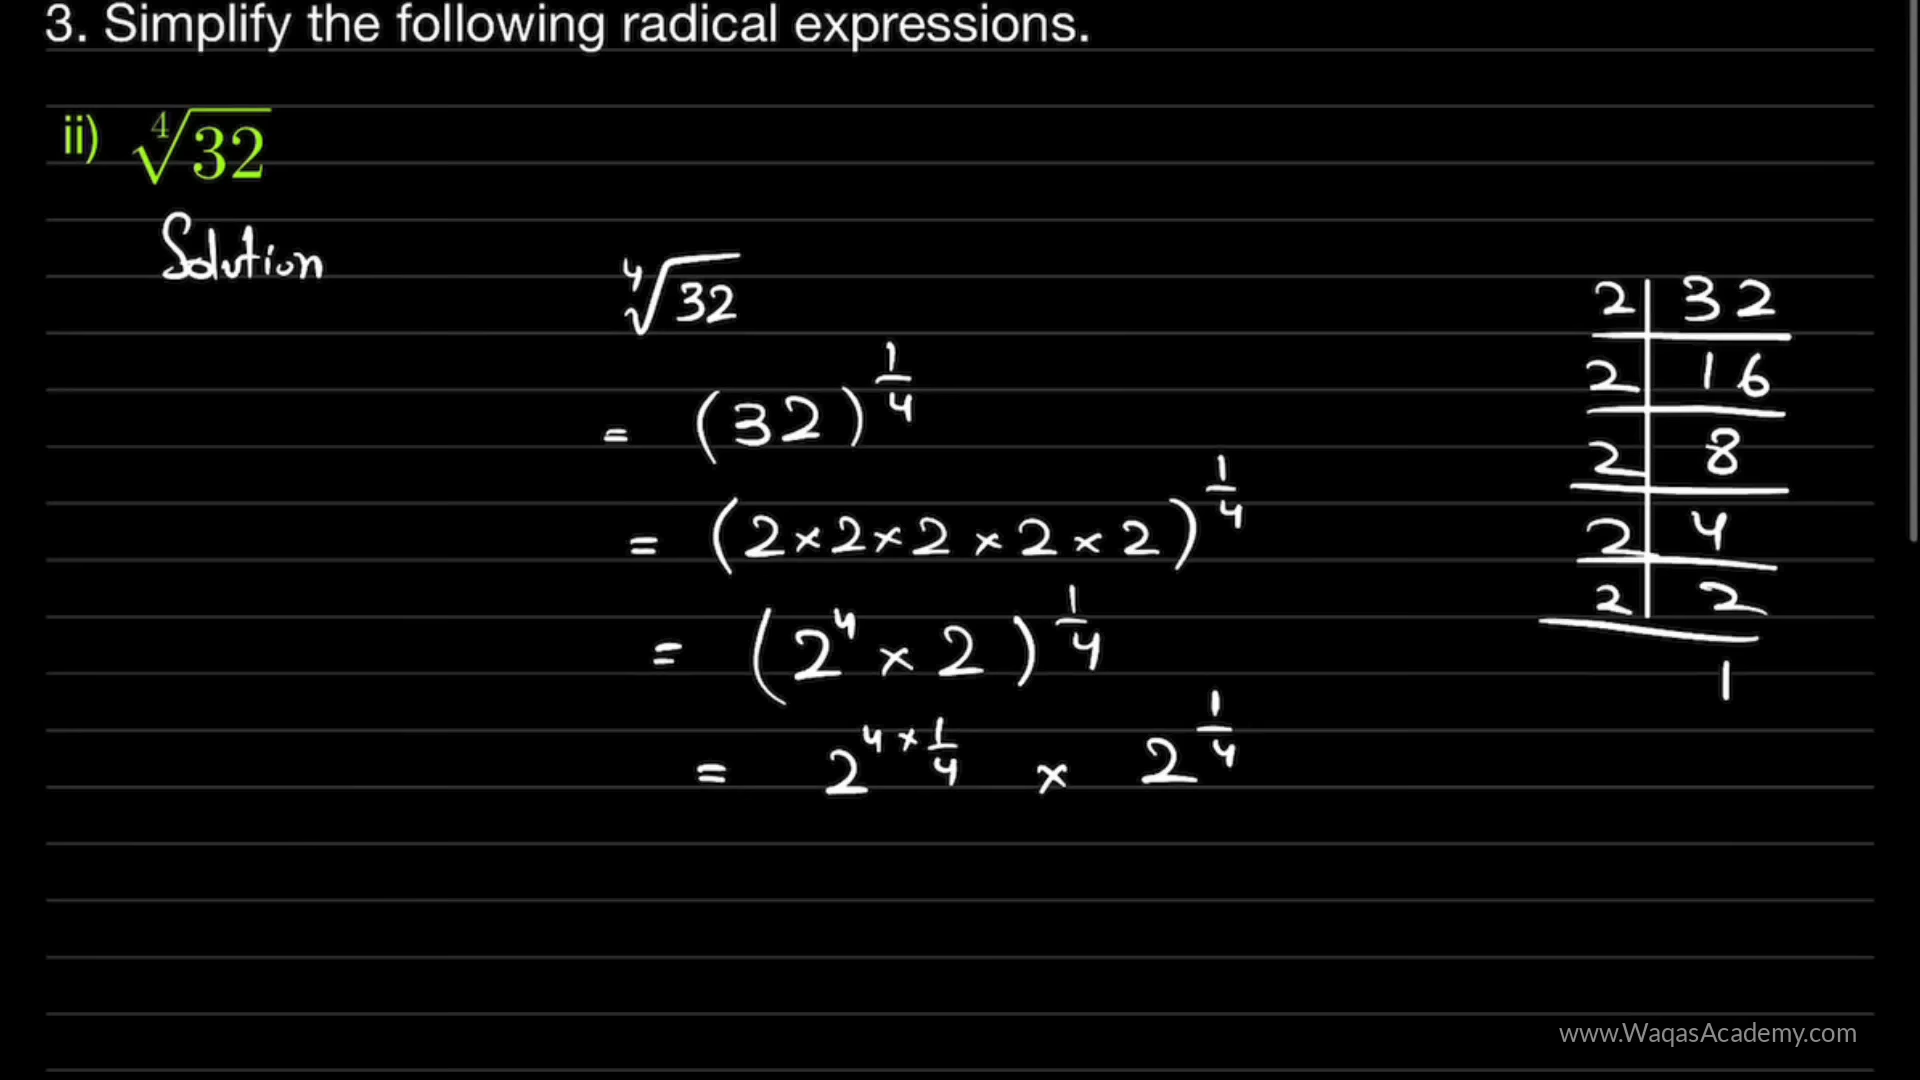 3. Simplify the following radical expressions.
ii) ∜32
Solution
∜32
= (32)^{1/4}
= (2×2×2×2×2)^{1/4}
= (2^4 × 2)^{1/4}
= 2^{4×1/4} × 2^{1/4}
2 | 32
2 | 16
2 | 8
2 | 4
2 | 2
1
www.WaqasAcademy.com